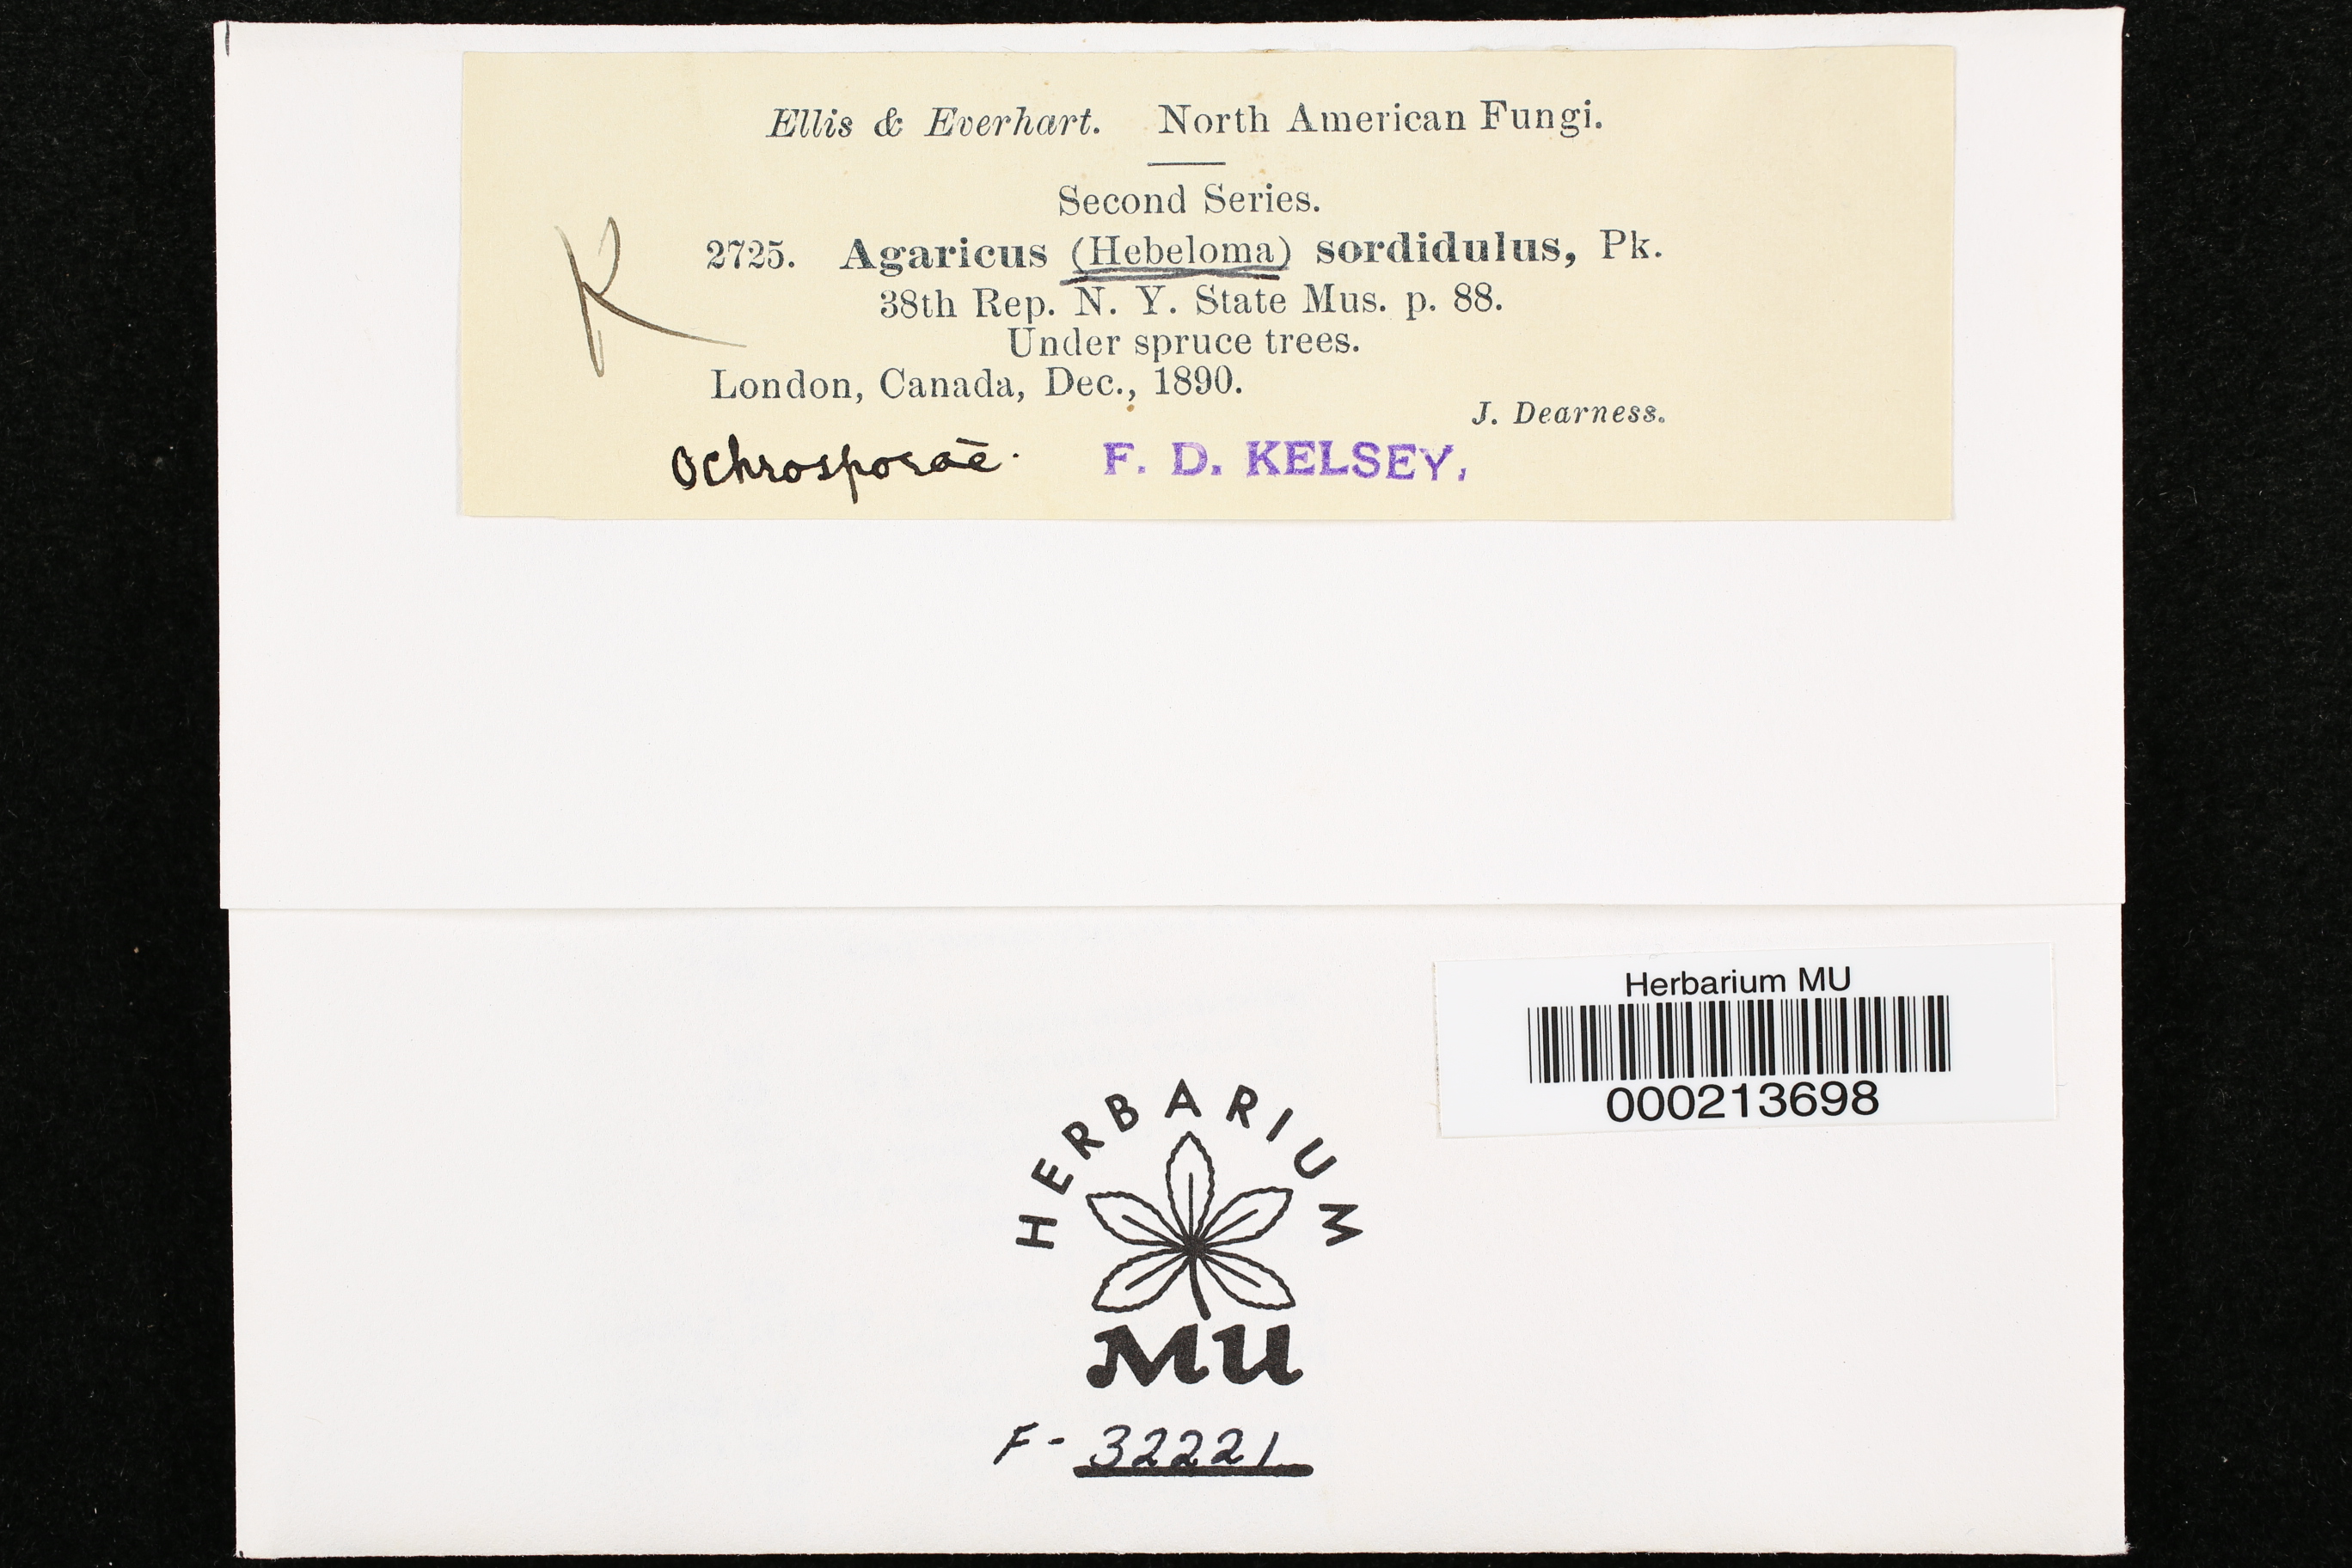 Ellis & Everhart. North American Fungi.
Second Series.
2725. Agaricus (Hebeloma) sordidulus, Pk.
38th Rep. N. Y. State Mus. p. 88.
Under spruce trees.
London, Canada, Dec., 1890.
J. Dearness.
K
Ochrosporae.
F. D. KELSEY.
Herbarium MU
000213698
HERBARIUM
MU
F- 32221